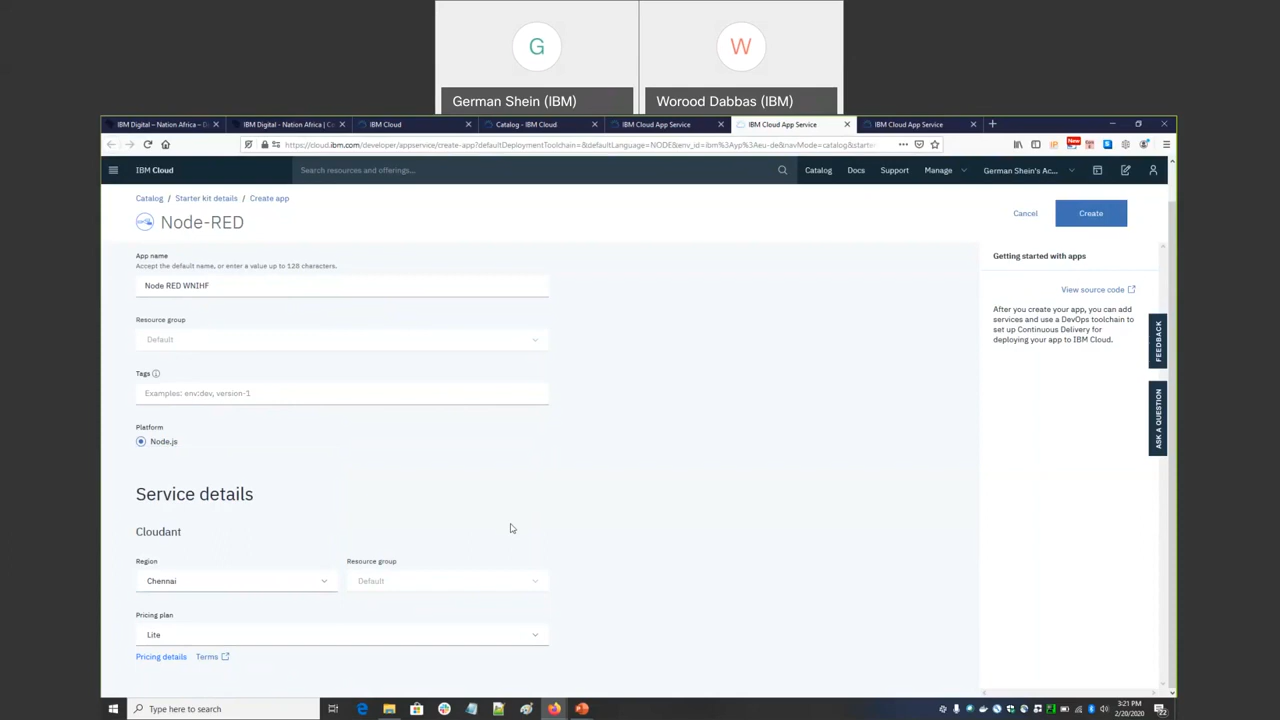 G
W
German Shein (IBM)
Worood Dabbas (IBM)
IBM Digital – Nation Africa – D
IBM Digital - Nation Africa | C
IBM Cloud
Catalog - IBM Cloud
IBM Cloud App Service
IBM Cloud App Service
IBM Cloud App Service
https://cloud.ibm.com/developer/appservice/create-app?defaultDeploymentToolchain=&defaultLanguage=NODE&env_id=ibm%3Ayp%3Aeu-de&navMode=catalog&starte
New
IBM Cloud
Search resources and offerings...
Catalog
Docs
Support
Manage
German Shein's Ac...
Catalog / Starter kit details / Create app
Node-RED
Cancel
Create
App name
Accept the default name, or enter a value up to 128 characters.
Node RED WNIHF
Resource group
Default
Tags
Examples: env:dev, version-1
Platform
Node.js
Service details
Cloudant
Region
Resource group
Chennai
Default
Pricing plan
Lite
Pricing details
Terms
Getting started with apps
View source code
After you create your app, you can add
services and use a DevOps toolchain to
set up Continuous Delivery for
deploying your app to IBM Cloud.
FEEDBACK
ASK A QUESTION
Type here to search
3:21 PM
2/20/2020
22